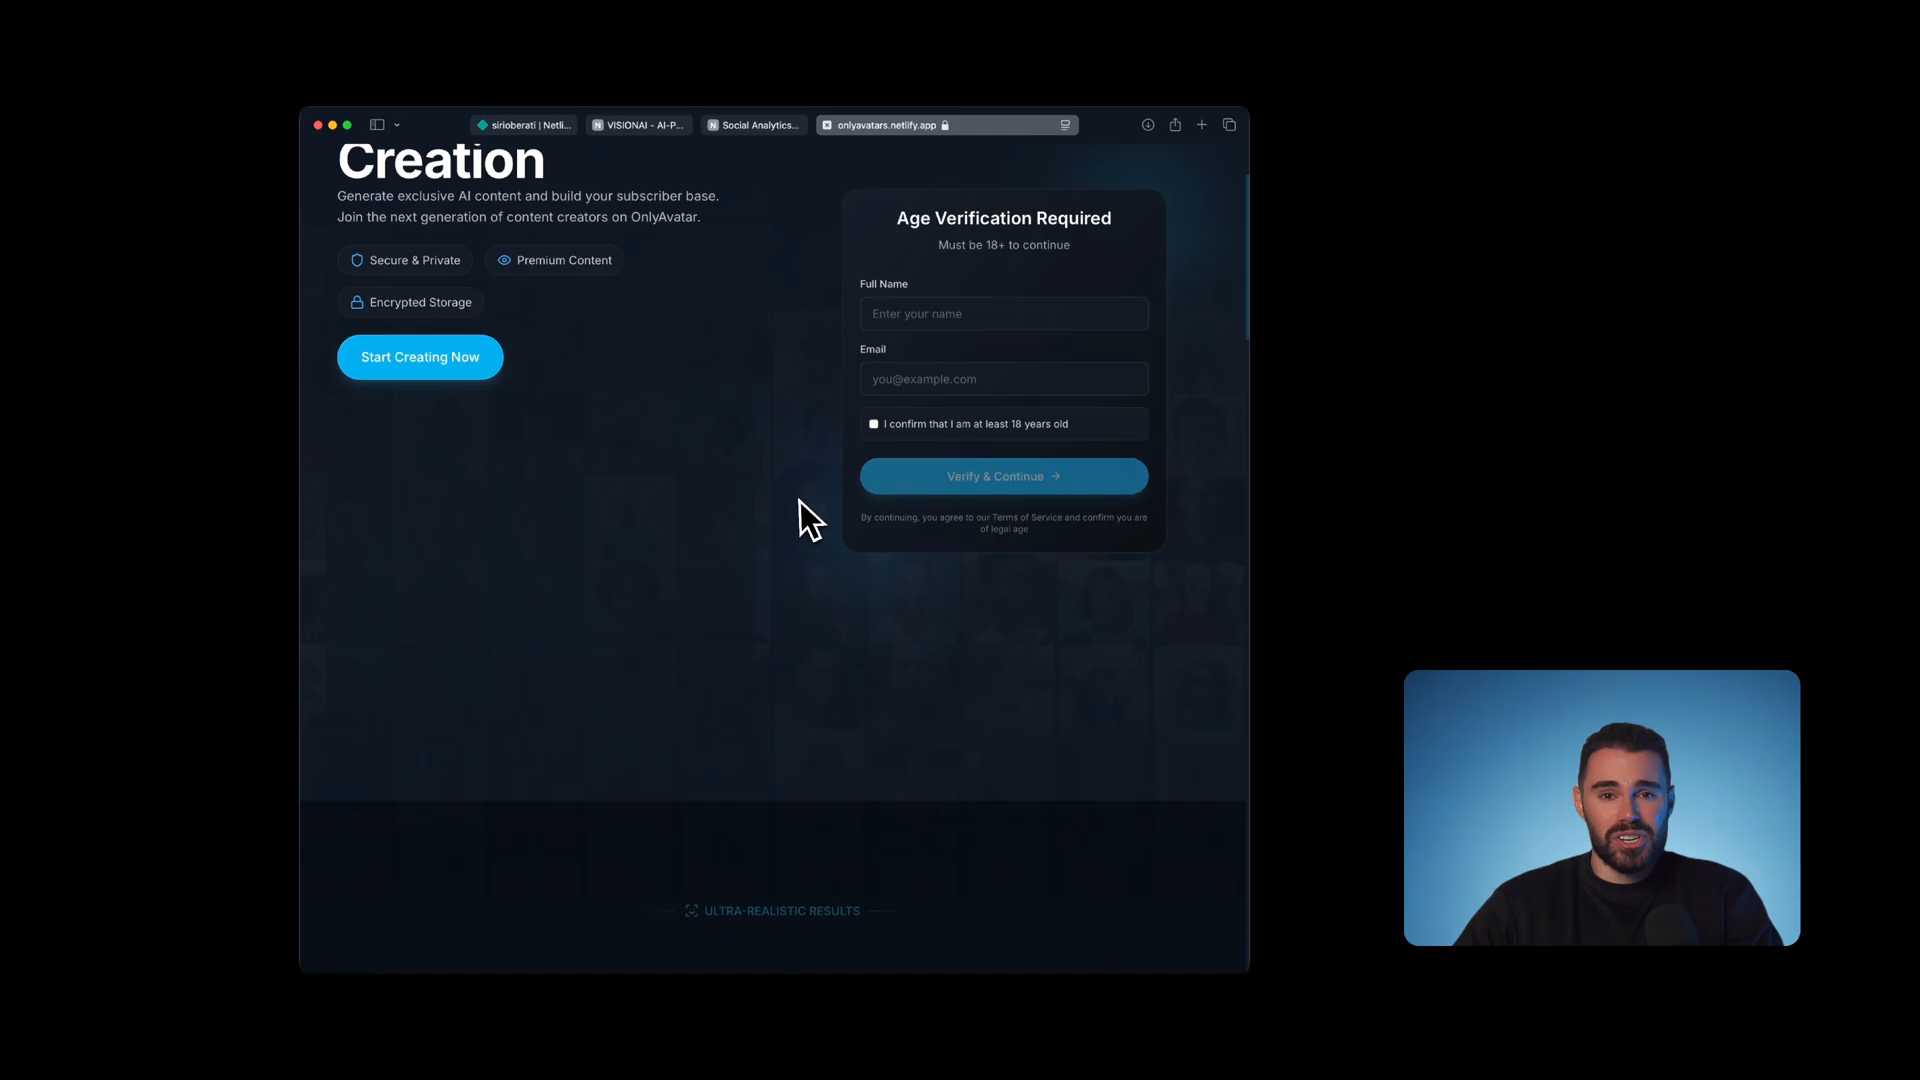 sirioberati | Netli...
VISIONAI - AI-P...
Social Analytics...
onlyavatars.netlify.app
Creation
Generate exclusive AI content and build your subscriber base.
Join the next generation of content creators on OnlyAvatar.
Secure & Private
Premium Content
Encrypted Storage
Start Creating Now
Age Verification Required
Must be 18+ to continue
Full Name
Enter your name
Email
you@example.com
I confirm that I am at least 18 years old
Verify & Continue →
By continuing, you agree to our Terms of Service and confirm you are
of legal age
ULTRA-REALISTIC RESULTS